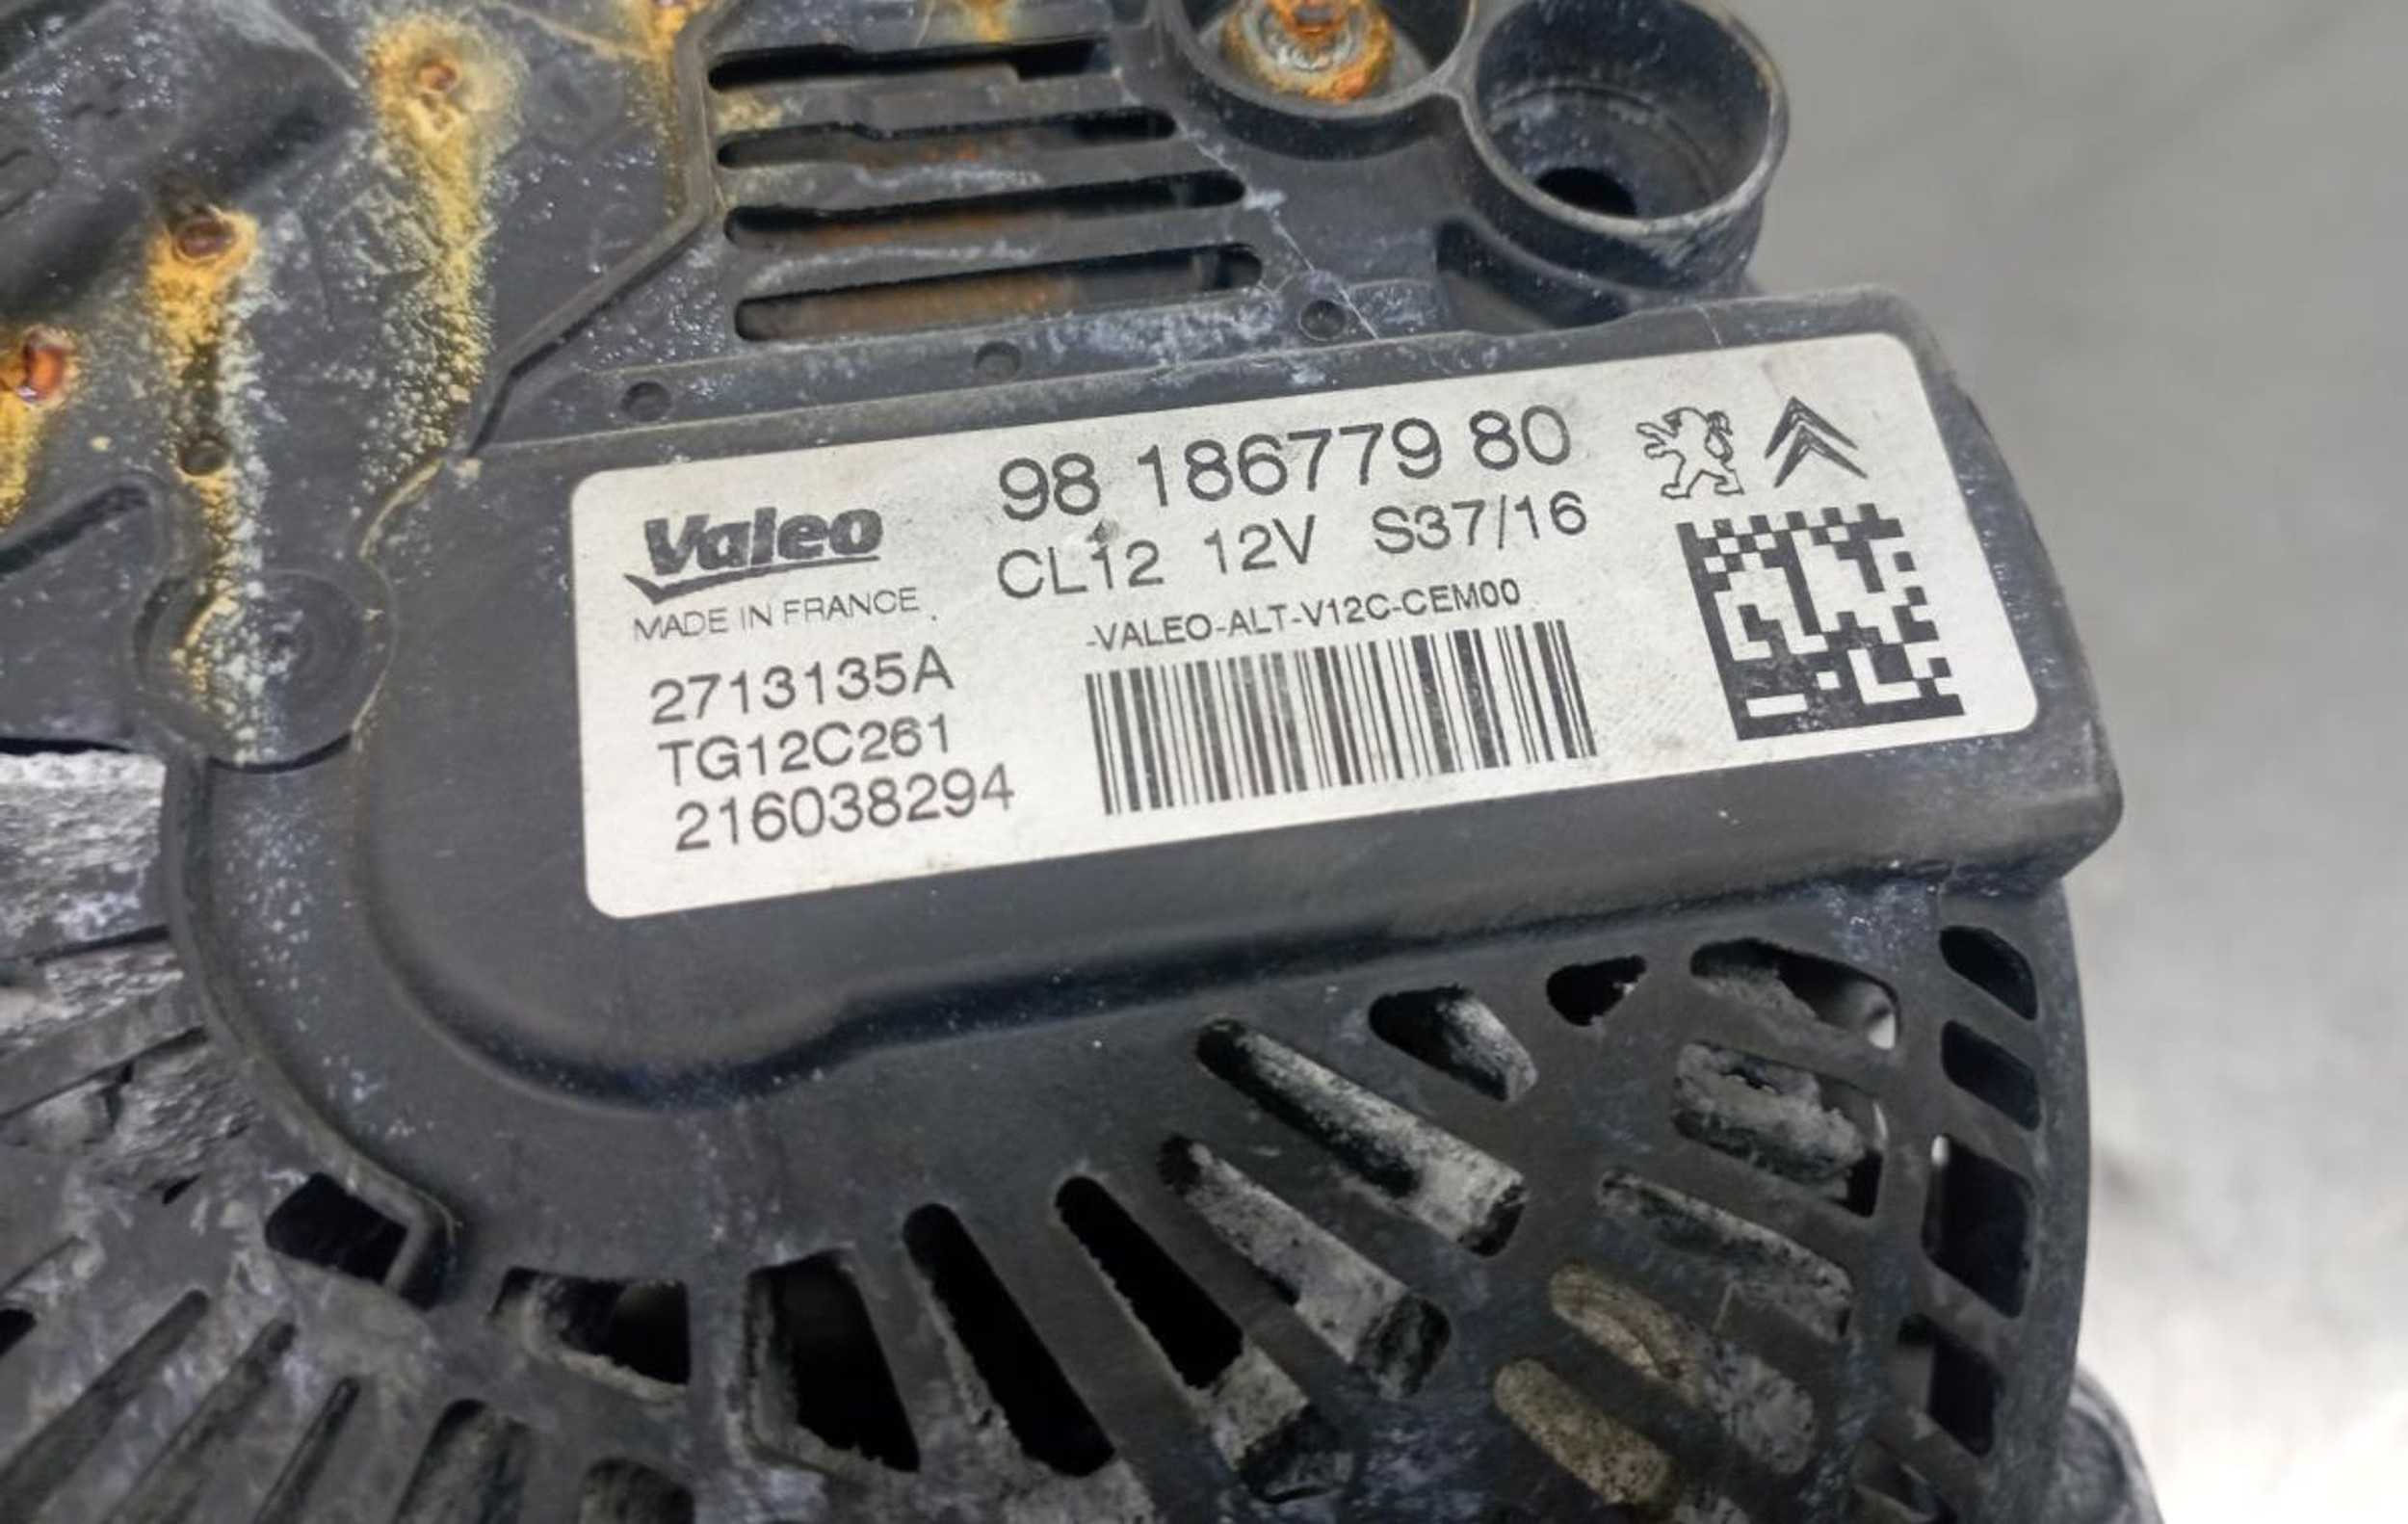 98 186779 80
Valeo
CL12 12V S37/16
MADE IN FRANCE
-VALEO-ALT-V12C-CEM00
2713135A
TG12C261
216038294